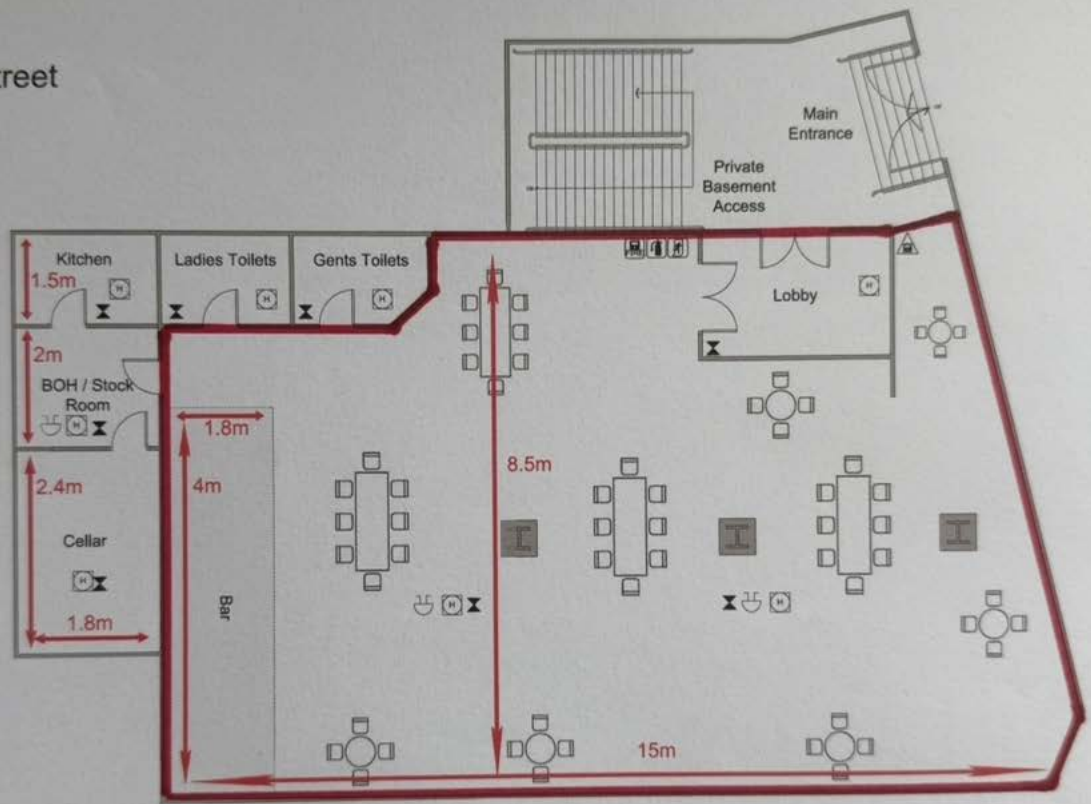 treet
Main
Entrance
Private
Basement
Access
Kitchen
1.5m
Ladies Toilets
Gents Toilets
Lobby
2m
BOH / Stock
Room
1.8m
4m
8.5m
2.4m
Cellar
1.8m
Bar
15m
H
H
H
H
H
H
H
H